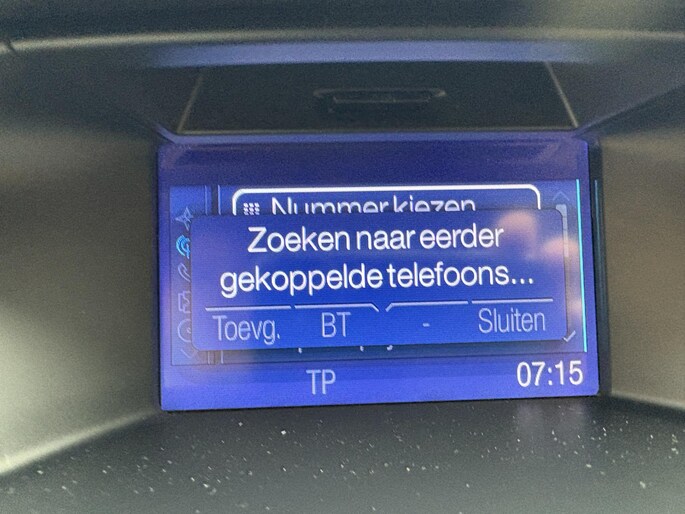 Nummer kiezen
Zoeken naar eerder
gekoppelde telefoons...
Toevg. BT - Sluiten
TP 07:15